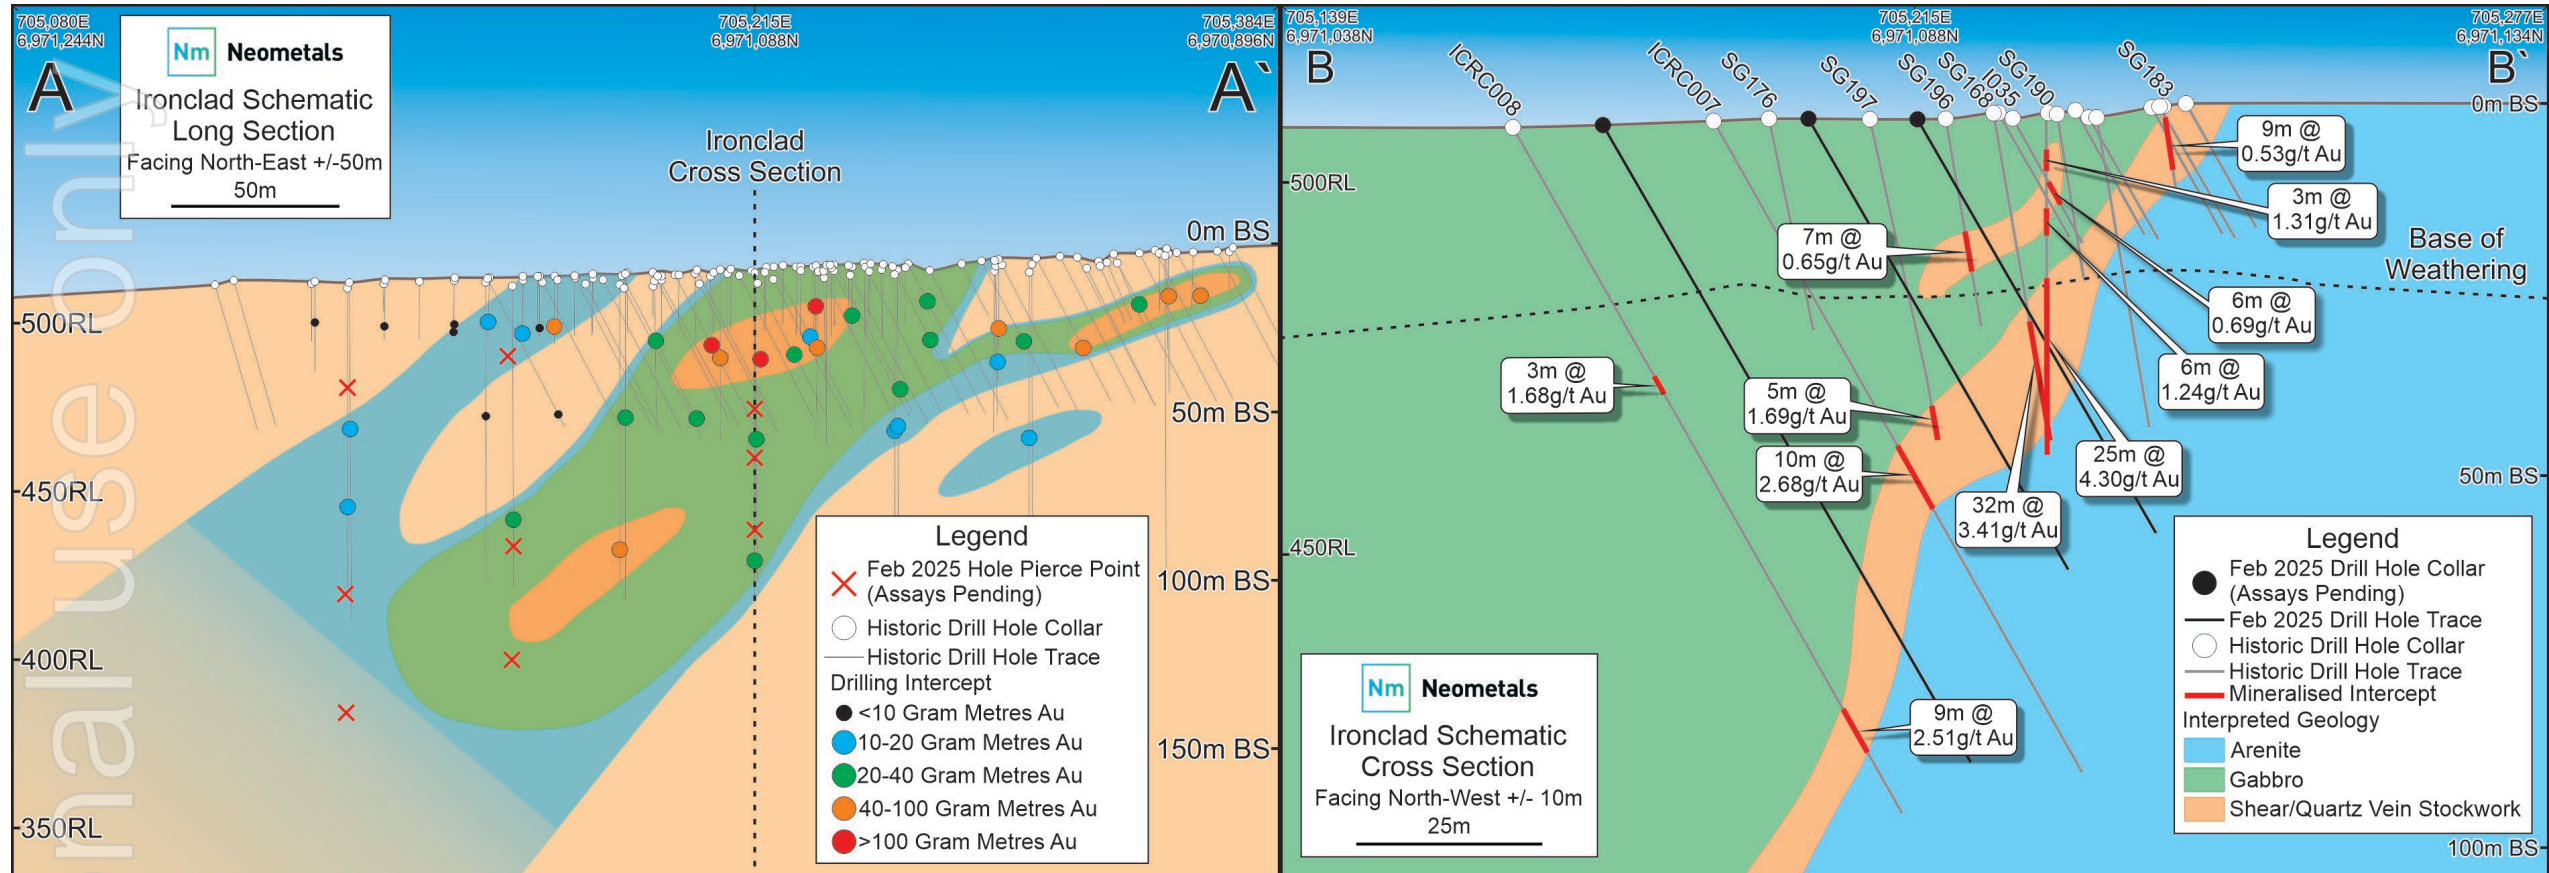 705,080E
6,971,244N
705,215E
6,971,088N
705,384E
6,970,896N
A
A`
Nm Neometals
Ironclad Schematic
Long Section
Facing North-East +/-50m
50m
Ironclad
Cross Section
0m BS
500RL
50m BS
450RL
100m BS
400RL
150m BS
350RL
Legend
Feb 2025 Hole Pierce Point
(Assays Pending)
Historic Drill Hole Collar
Historic Drill Hole Trace
Drilling Intercept
<10 Gram Metres Au
10-20 Gram Metres Au
20-40 Gram Metres Au
40-100 Gram Metres Au
>100 Gram Metres Au
nal use only
705,139E
6,971,038N
705,215E
6,971,088N
705,277E
6,971,134N
B
B`
ICRC008
ICRC007
SG176
SG197
SG196
SG168
I035
SG190
SG183
0m BS
500RL
9m @
0.53g/t Au
3m @
1.31g/t Au
7m @
0.65g/t Au
Base of
Weathering
6m @
0.69g/t Au
6m @
1.24g/t Au
3m @
1.68g/t Au
5m @
1.69g/t Au
10m @
2.68g/t Au
25m @
4.30g/t Au
32m @
3.41g/t Au
50m BS
450RL
9m @
2.51g/t Au
Nm Neometals
Ironclad Schematic
Cross Section
Facing North-West +/- 10m
25m
Legend
Feb 2025 Drill Hole Collar
(Assays Pending)
Feb 2025 Drill Hole Trace
Historic Drill Hole Collar
Historic Drill Hole Trace
Mineralised Intercept
Interpreted Geology
Arenite
Gabbro
Shear/Quartz Vein Stockwork
100m BS